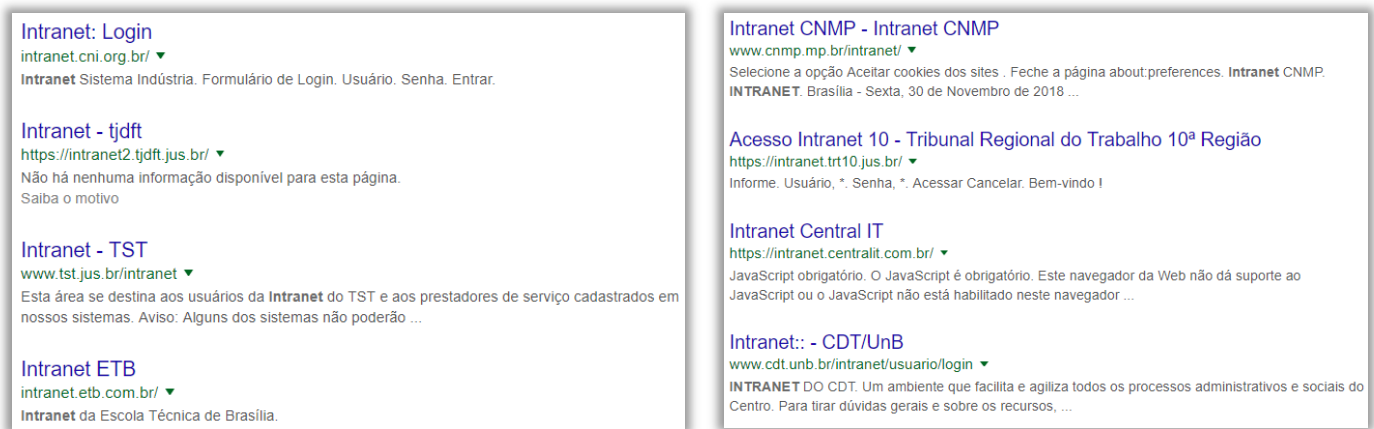 Intranet: Login
intranet.cni.org.br/
Intranet Sistema Indústria. Formulário de Login. Usuário. Senha. Entrar.
Intranet - tjdft
https://intranet2.tjdft.jus.br/
Não há nenhuma informação disponível para esta página.
Saiba o motivo
Intranet - TST
www.tst.jus.br/intranet
Esta área se destina aos usuários da Intranet do TST e aos prestadores de serviço cadastrados em
nossos sistemas. Aviso: Alguns dos sistemas não poderão ...
Intranet ETB
intranet.etb.com.br/
Intranet da Escola Técnica de Brasília.
Intranet CNMP - Intranet CNMP
www.cnmp.mp.br/intranet/
Selecione a opção Aceitar cookies dos sites . Feche a página about:preferences. Intranet CNMP.
INTRANET. Brasília - Sexta, 30 de Novembro de 2018 ...
Acesso Intranet 10 - Tribunal Regional do Trabalho 10ª Região
https://intranet.trt10.jus.br/
Informe. Usuário, *. Senha, *. Acessar Cancelar. Bem-vindo !
Intranet Central IT
https://intranet.centralit.com.br/
JavaScript obrigatório. O JavaScript é obrigatório. Este navegador da Web não dá suporte ao
JavaScript ou o JavaScript não está habilitado neste navegador ...
Intranet:: - CDT/UnB
www.cdt.unb.br/intranet/usuario/login
INTRANET DO CDT. Um ambiente que facilita e agiliza todos os processos administrativos e sociais do
Centro. Para tirar dúvidas gerais e sobre os recursos, ...